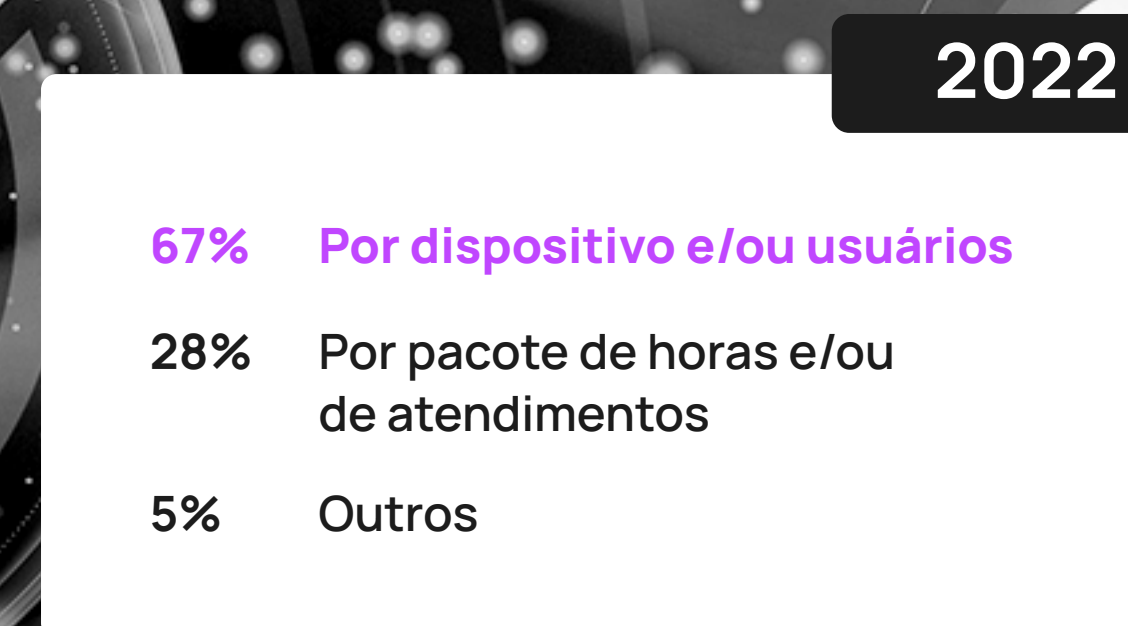 2022
67% Por dispositivo e/ou usuários
28% Por pacote de horas e/ou
de atendimentos
5% Outros